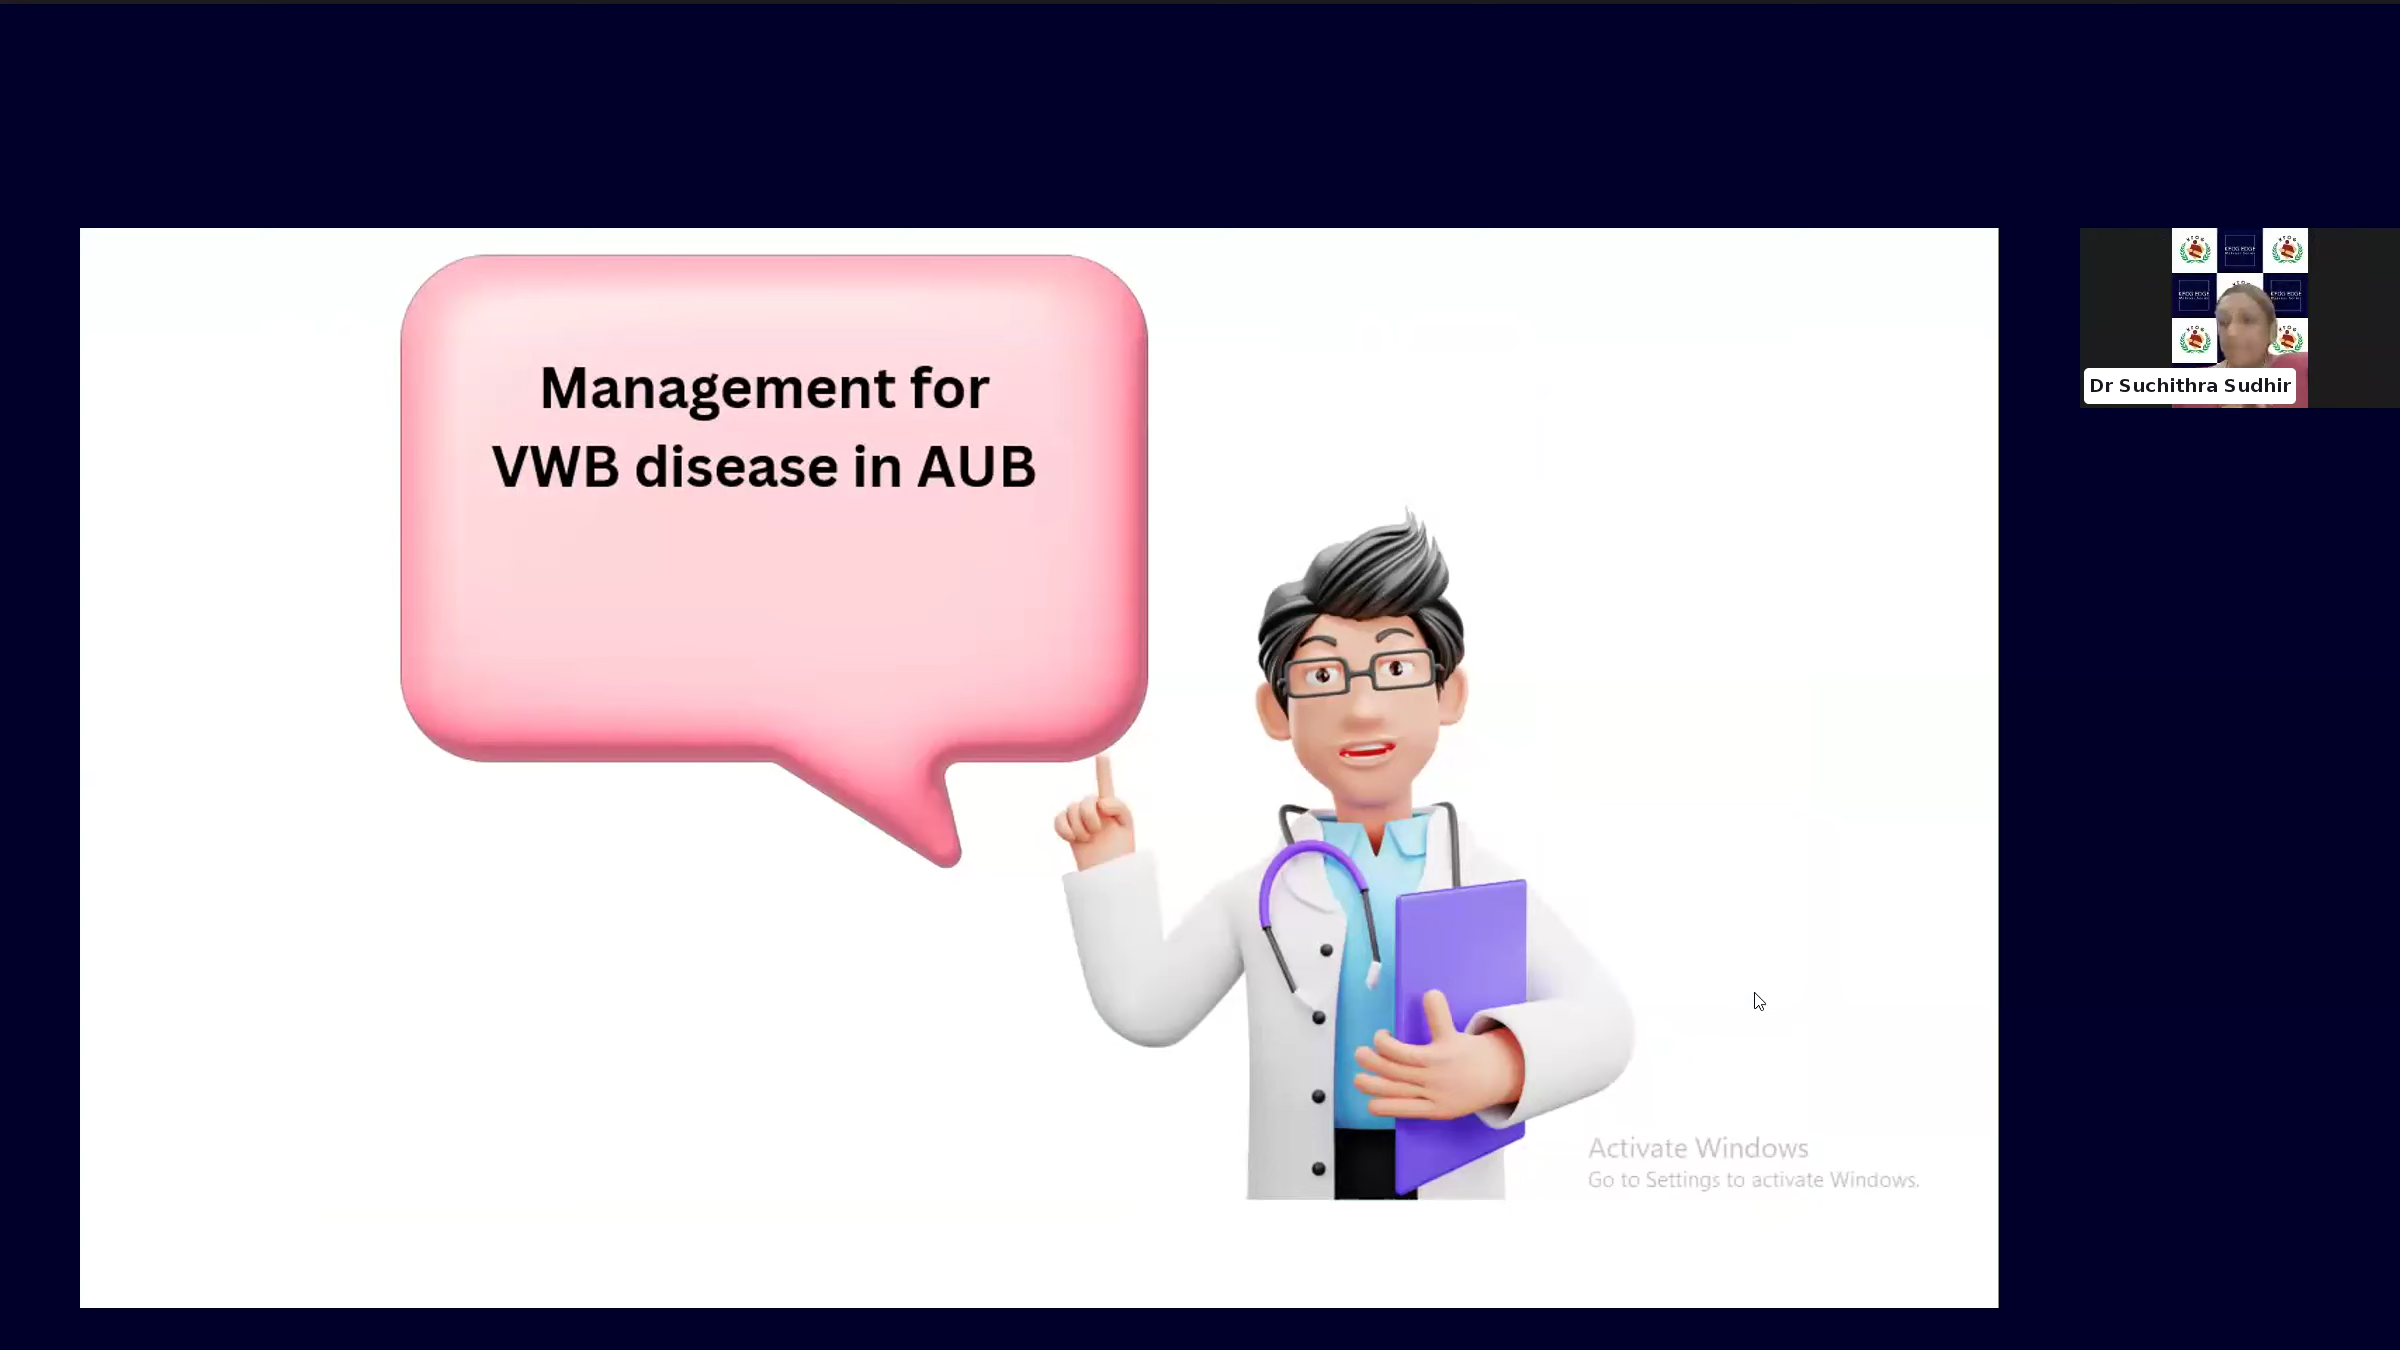 Management for
VWB disease in AUB
Dr Suchithra Sudhir
Activate Windows
Go to Settings to activate Windows.